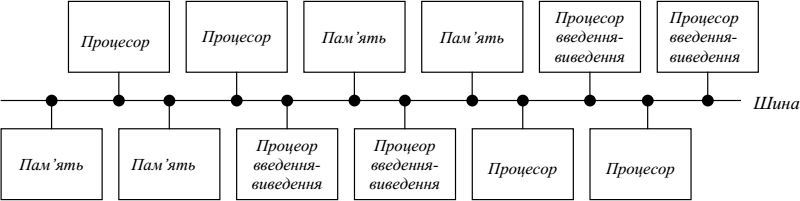 Процесор
Процесор
Пам’ять
Пам’ять
Процесор
введення-
виведення
Процесор
введення-
виведення
Шина
Пам’ять
Пам’ять
Процеор
введення-
виведення
Процеор
введення-
виведення
Процесор
Процесор